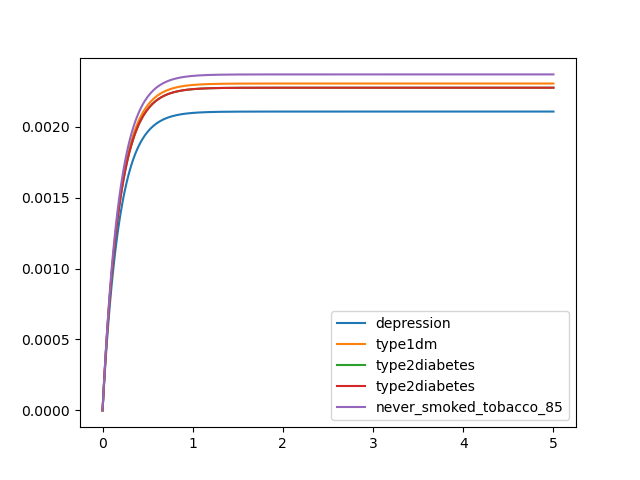 0.0020
0.0015
0.0010
0.0005
0.0000
depression
type1dm
type2diabetes
type2diabetes
never_smoked_tobacco_85
0 1 2 3 4 5